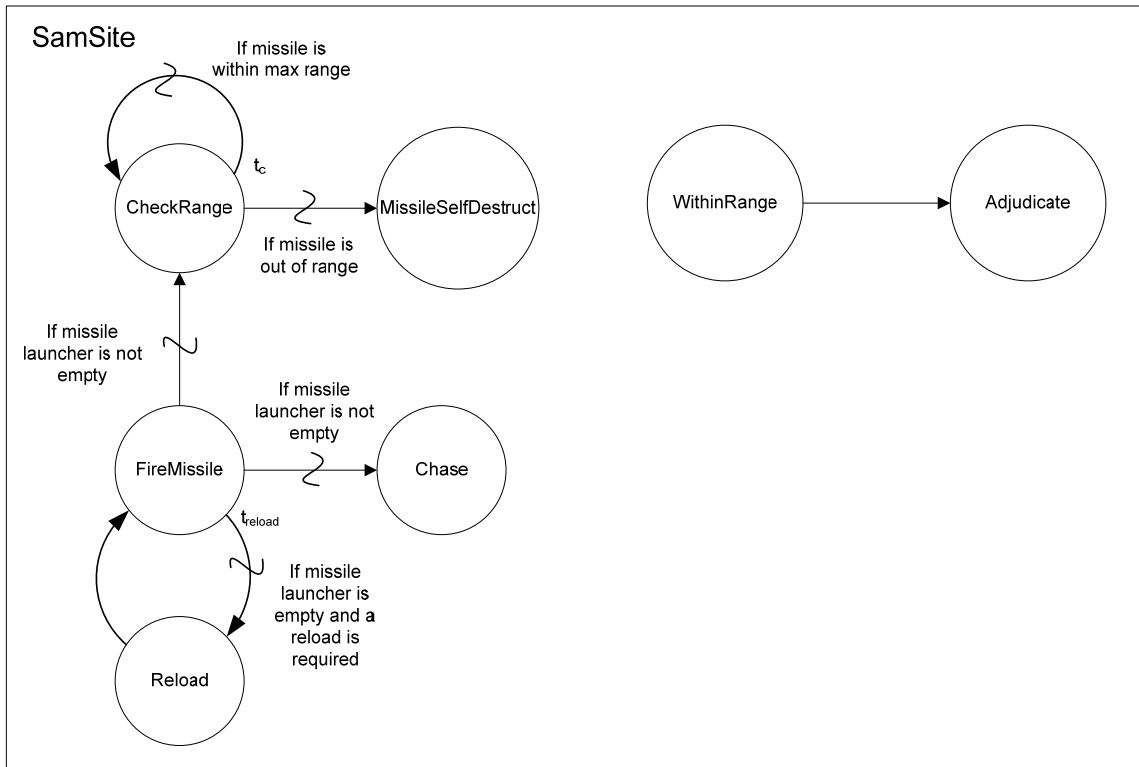 SamSite
If missile is
within max range
tc
CheckRange
MissileSelfDestruct
If missile is
out of range
WithinRange
Adjudicate
If missile
launcher is not
empty
If missile
launcher is not
empty
FireMissile
Chase
treload
If missile
launcher is
empty and a
reload is
required
Reload